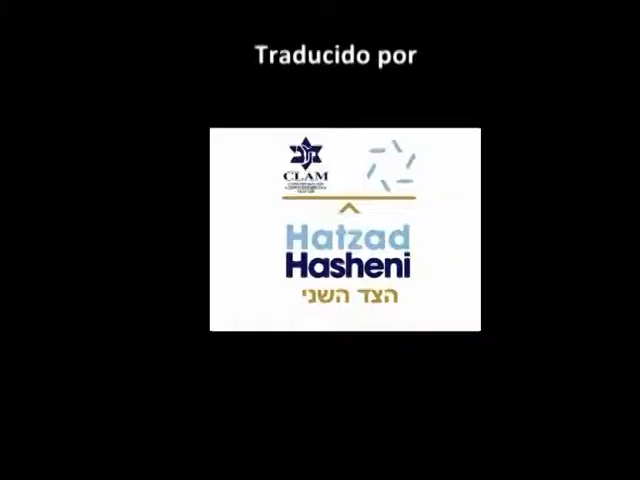 Traducido por
CLAM
Hatzad
Hasheni
הצד השני